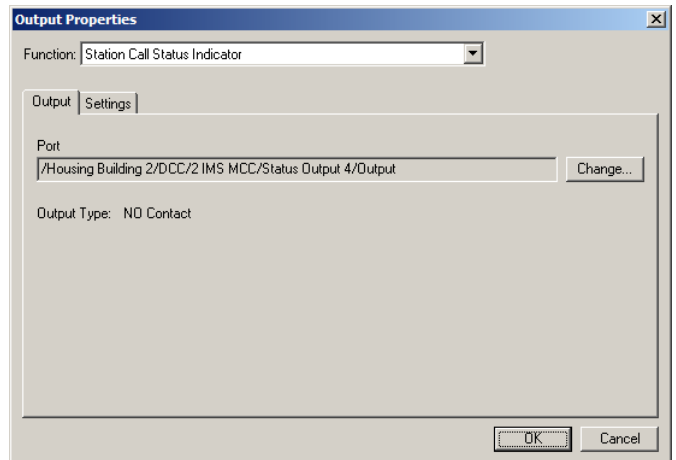 Output Properties
Function: Station Call Status Indicator
Output Settings
Port
/Housing Building 2/DCC/2 IMS MCC/Status Output 4/Output Change...
Output Type: NO Contact
OK Cancel